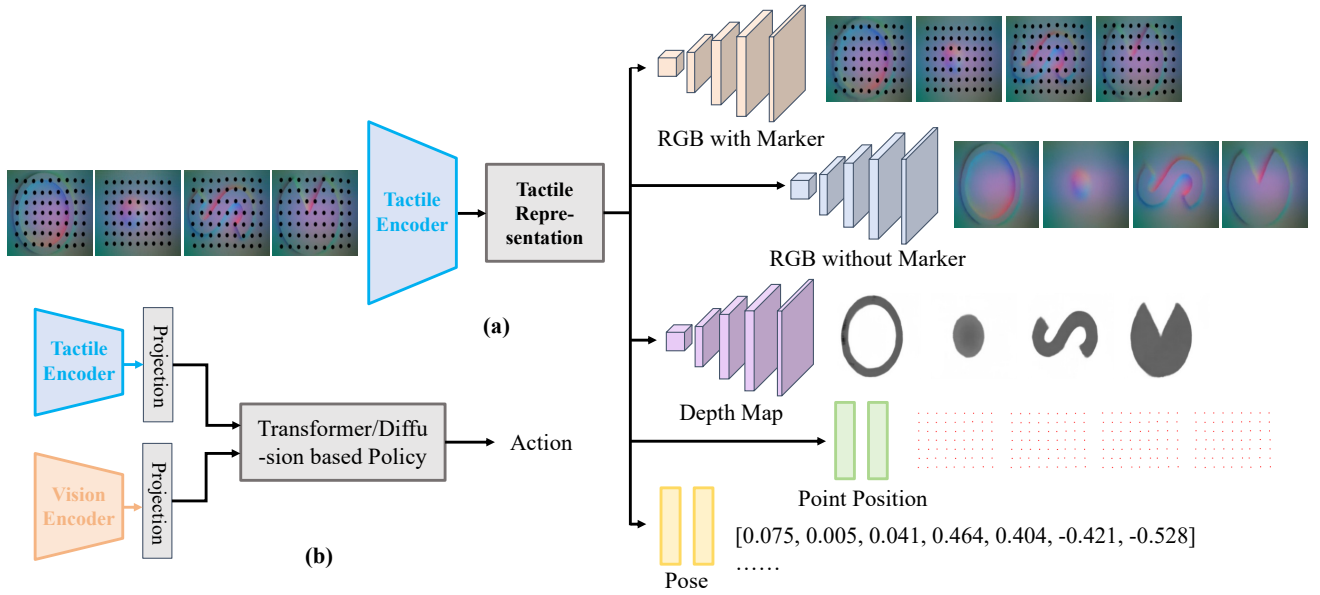 Tactile
Encoder
Tactile
Repre-
sentation
(a)
RGB with Marker
RGB without Marker
Depth Map
Point Position
Pose
[0.075, 0.005, 0.041, 0.464, 0.404, -0.421, -0.528]
……
Tactile
Encoder
Projection
Vision
Encoder
Projection
Transformer/Diffu
-sion based Policy
Action
(b)